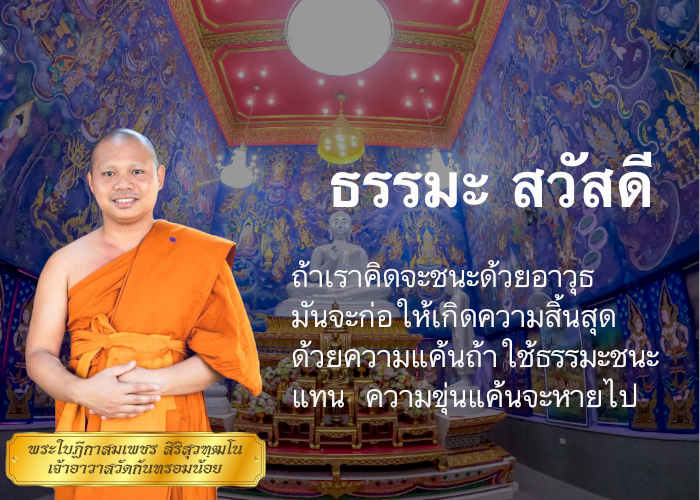 ธรรมะ สวัสดี
ถ้าเราคิดจะชนะด้วยอาวุธ
มันจะก่อ ให้เกิดความสิ้นสุด
ด้วยความแค้นถ้า ใช้ธรรมะชนะ
แทน ความขุ่นแค้นจะหายไป
พระใบฎีกาสมเพชร สิริสุวฑฺฒโน
เจ้าอาวาสวัดกันทรอมน้อย